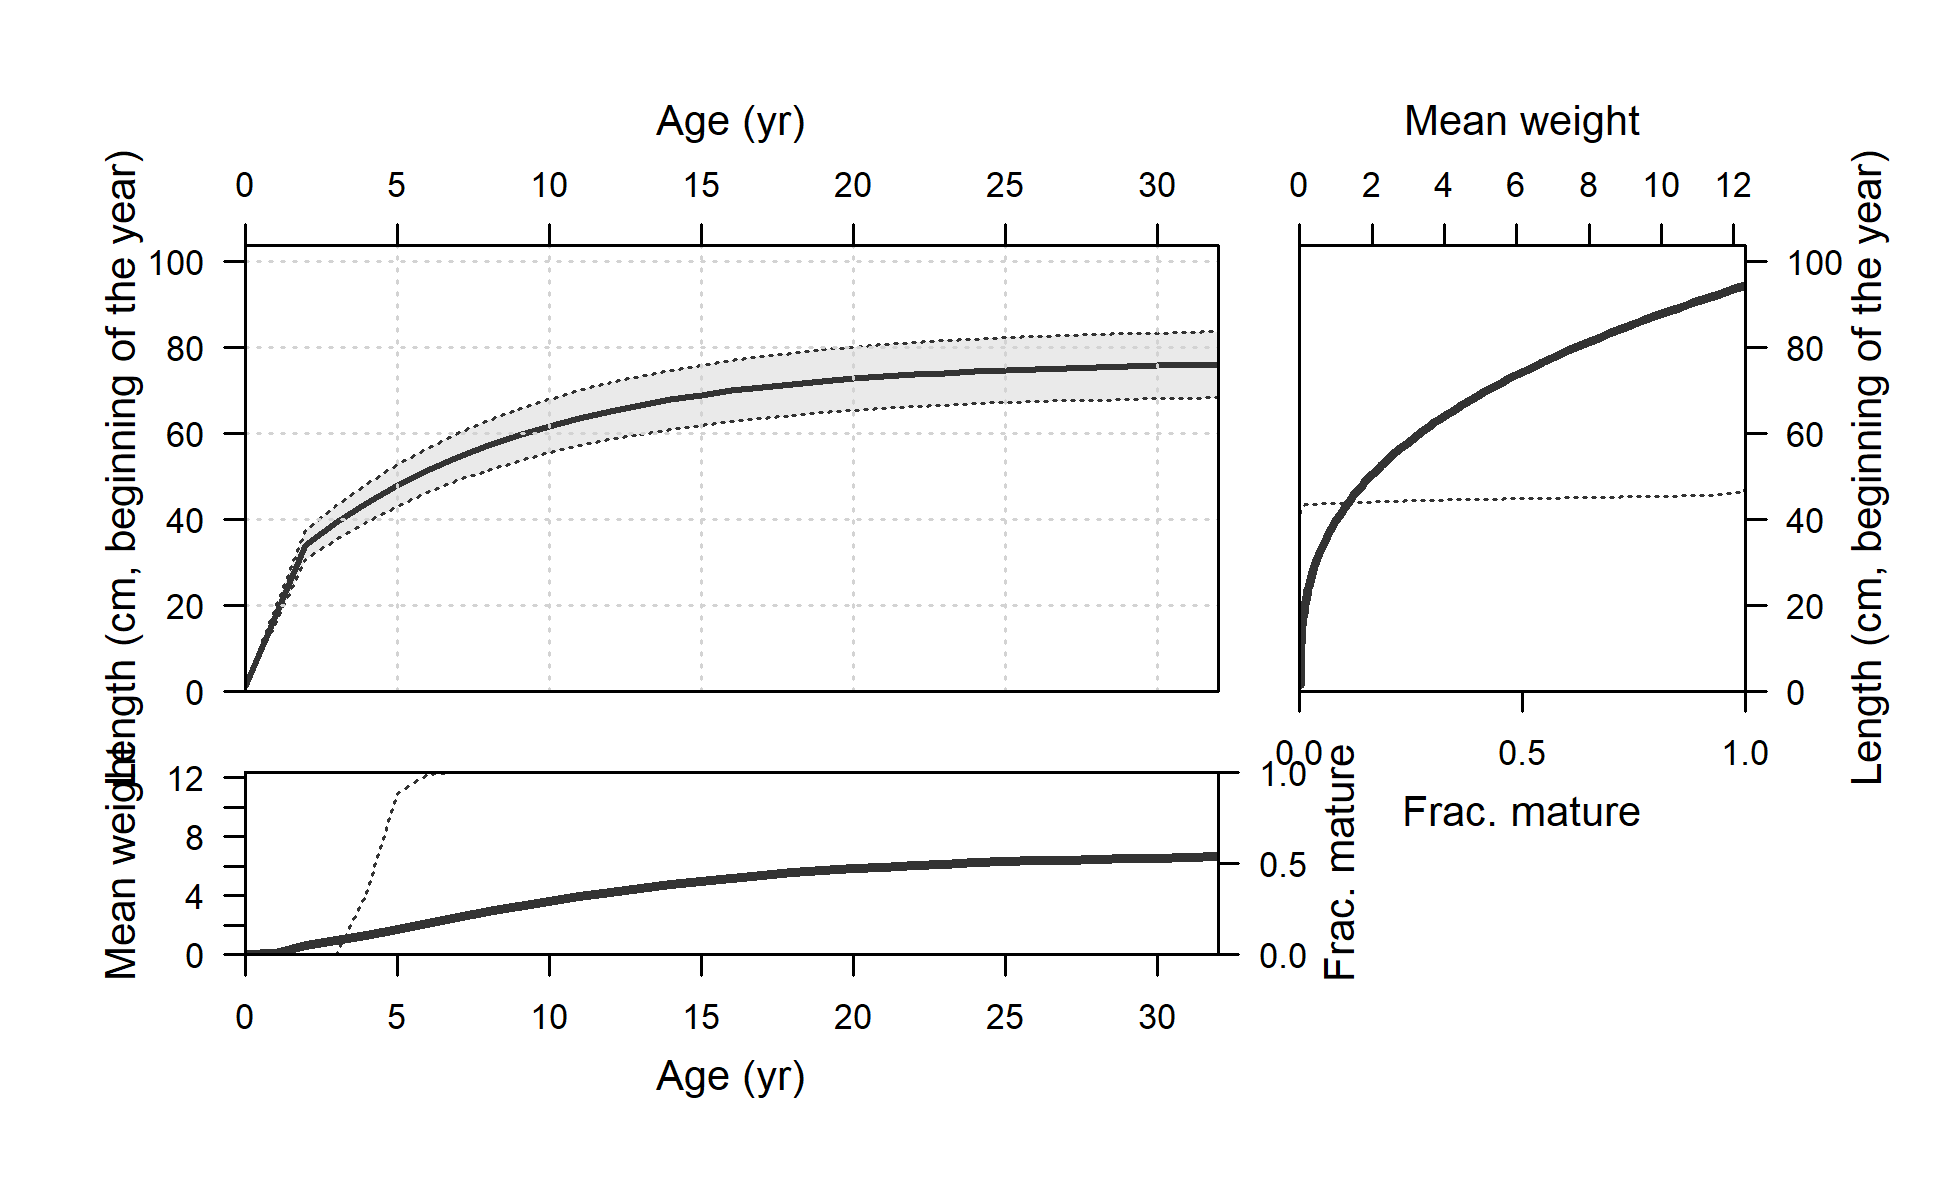 Age (yr)
Mean weight
0 5 10 15 20 25 30
0 2 4 6 8 10 12
Length (cm, beginning of the year)
100
80
60
40
20
0
100
80
60
40
20
0
Length (cm, beginning of the year)
0.0 0.5 1.0
Frac. mature
Mean weight
12
8
4
0
1.0
0.5
0.0
Frac. mature
0 5 10 15 20 25 30
Age (yr)